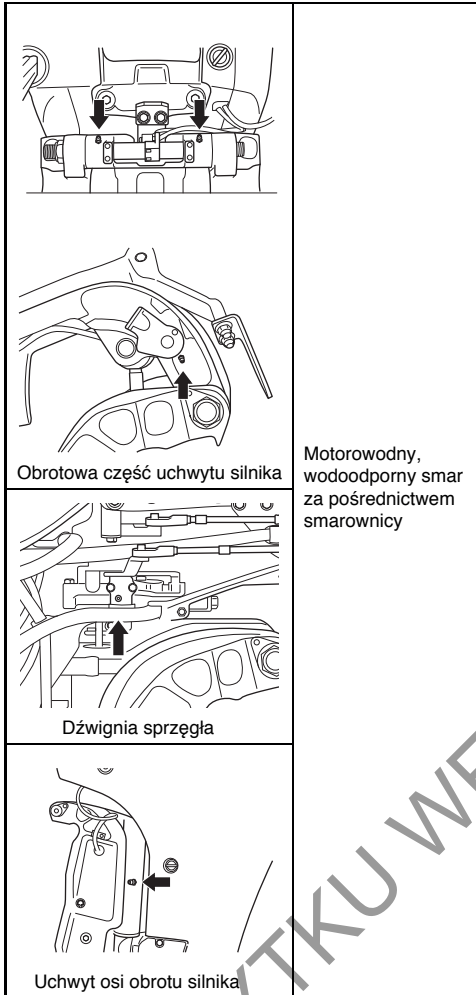 Obrotowa część uchwytu silnika
Motorowodny,
wodoodporny smar
za pośrednictwem
smarownicy
Dźwignia sprzęgła
Uchwyt osi obrotu silnika